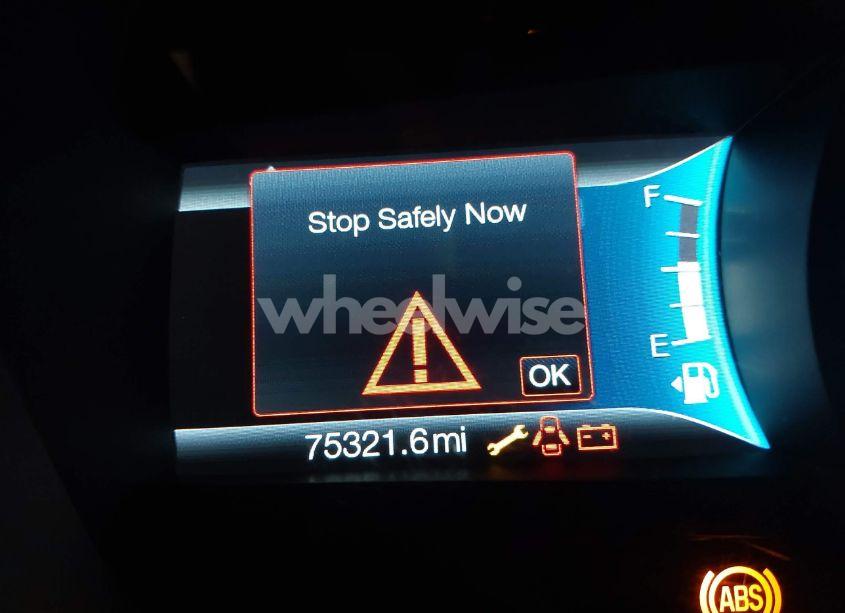 Stop Safely Now
F
wheelwise
E
OK
75321.6mi
ABS